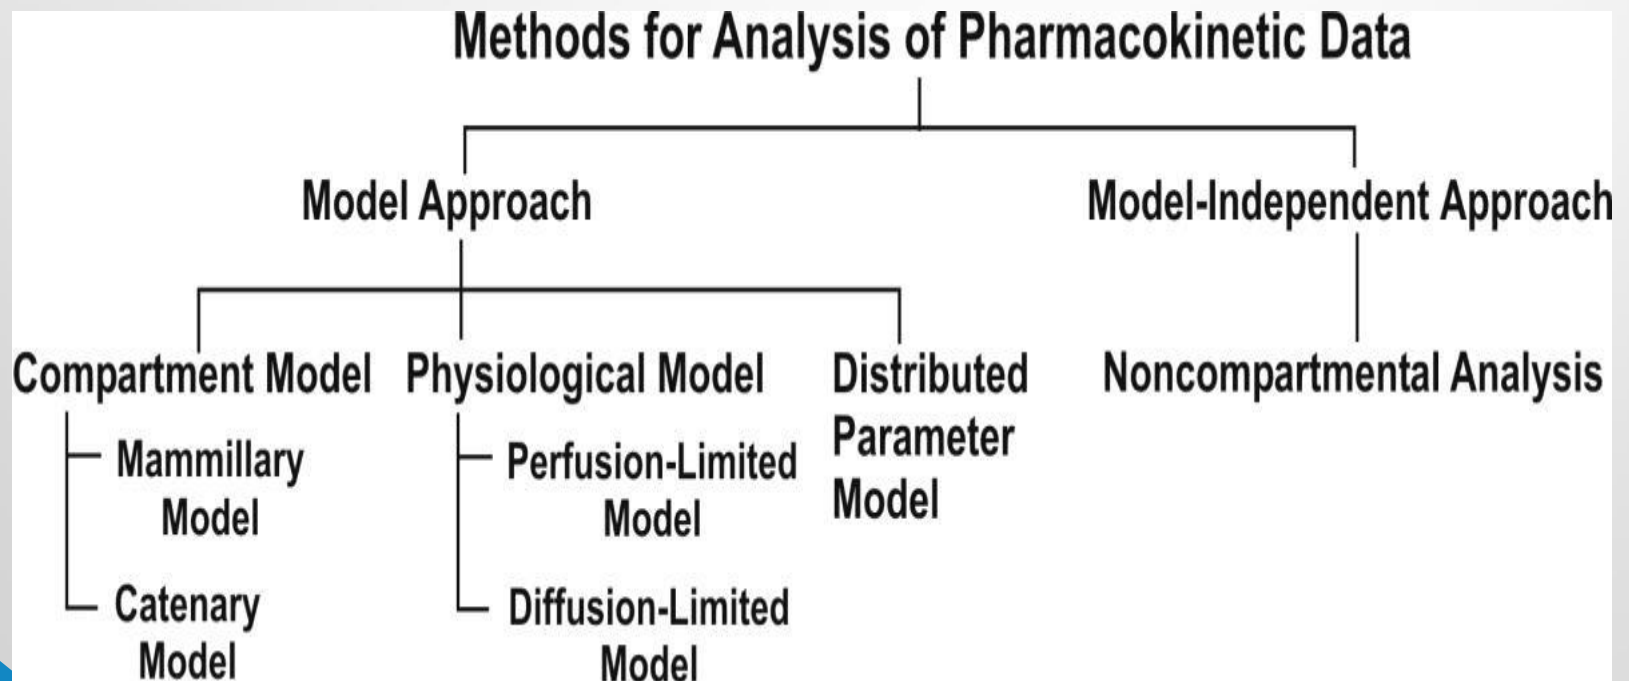 Methods for Analysis of Pharmacokinetic Data
Model Approach
Model-Independent Approach
Compartment Model
Mammillary
Model
Catenary
Model
Physiological Model
Perfusion-Limited
Model
Diffusion-Limited
Model
Distributed
Parameter
Model
Noncompartmental Analysis